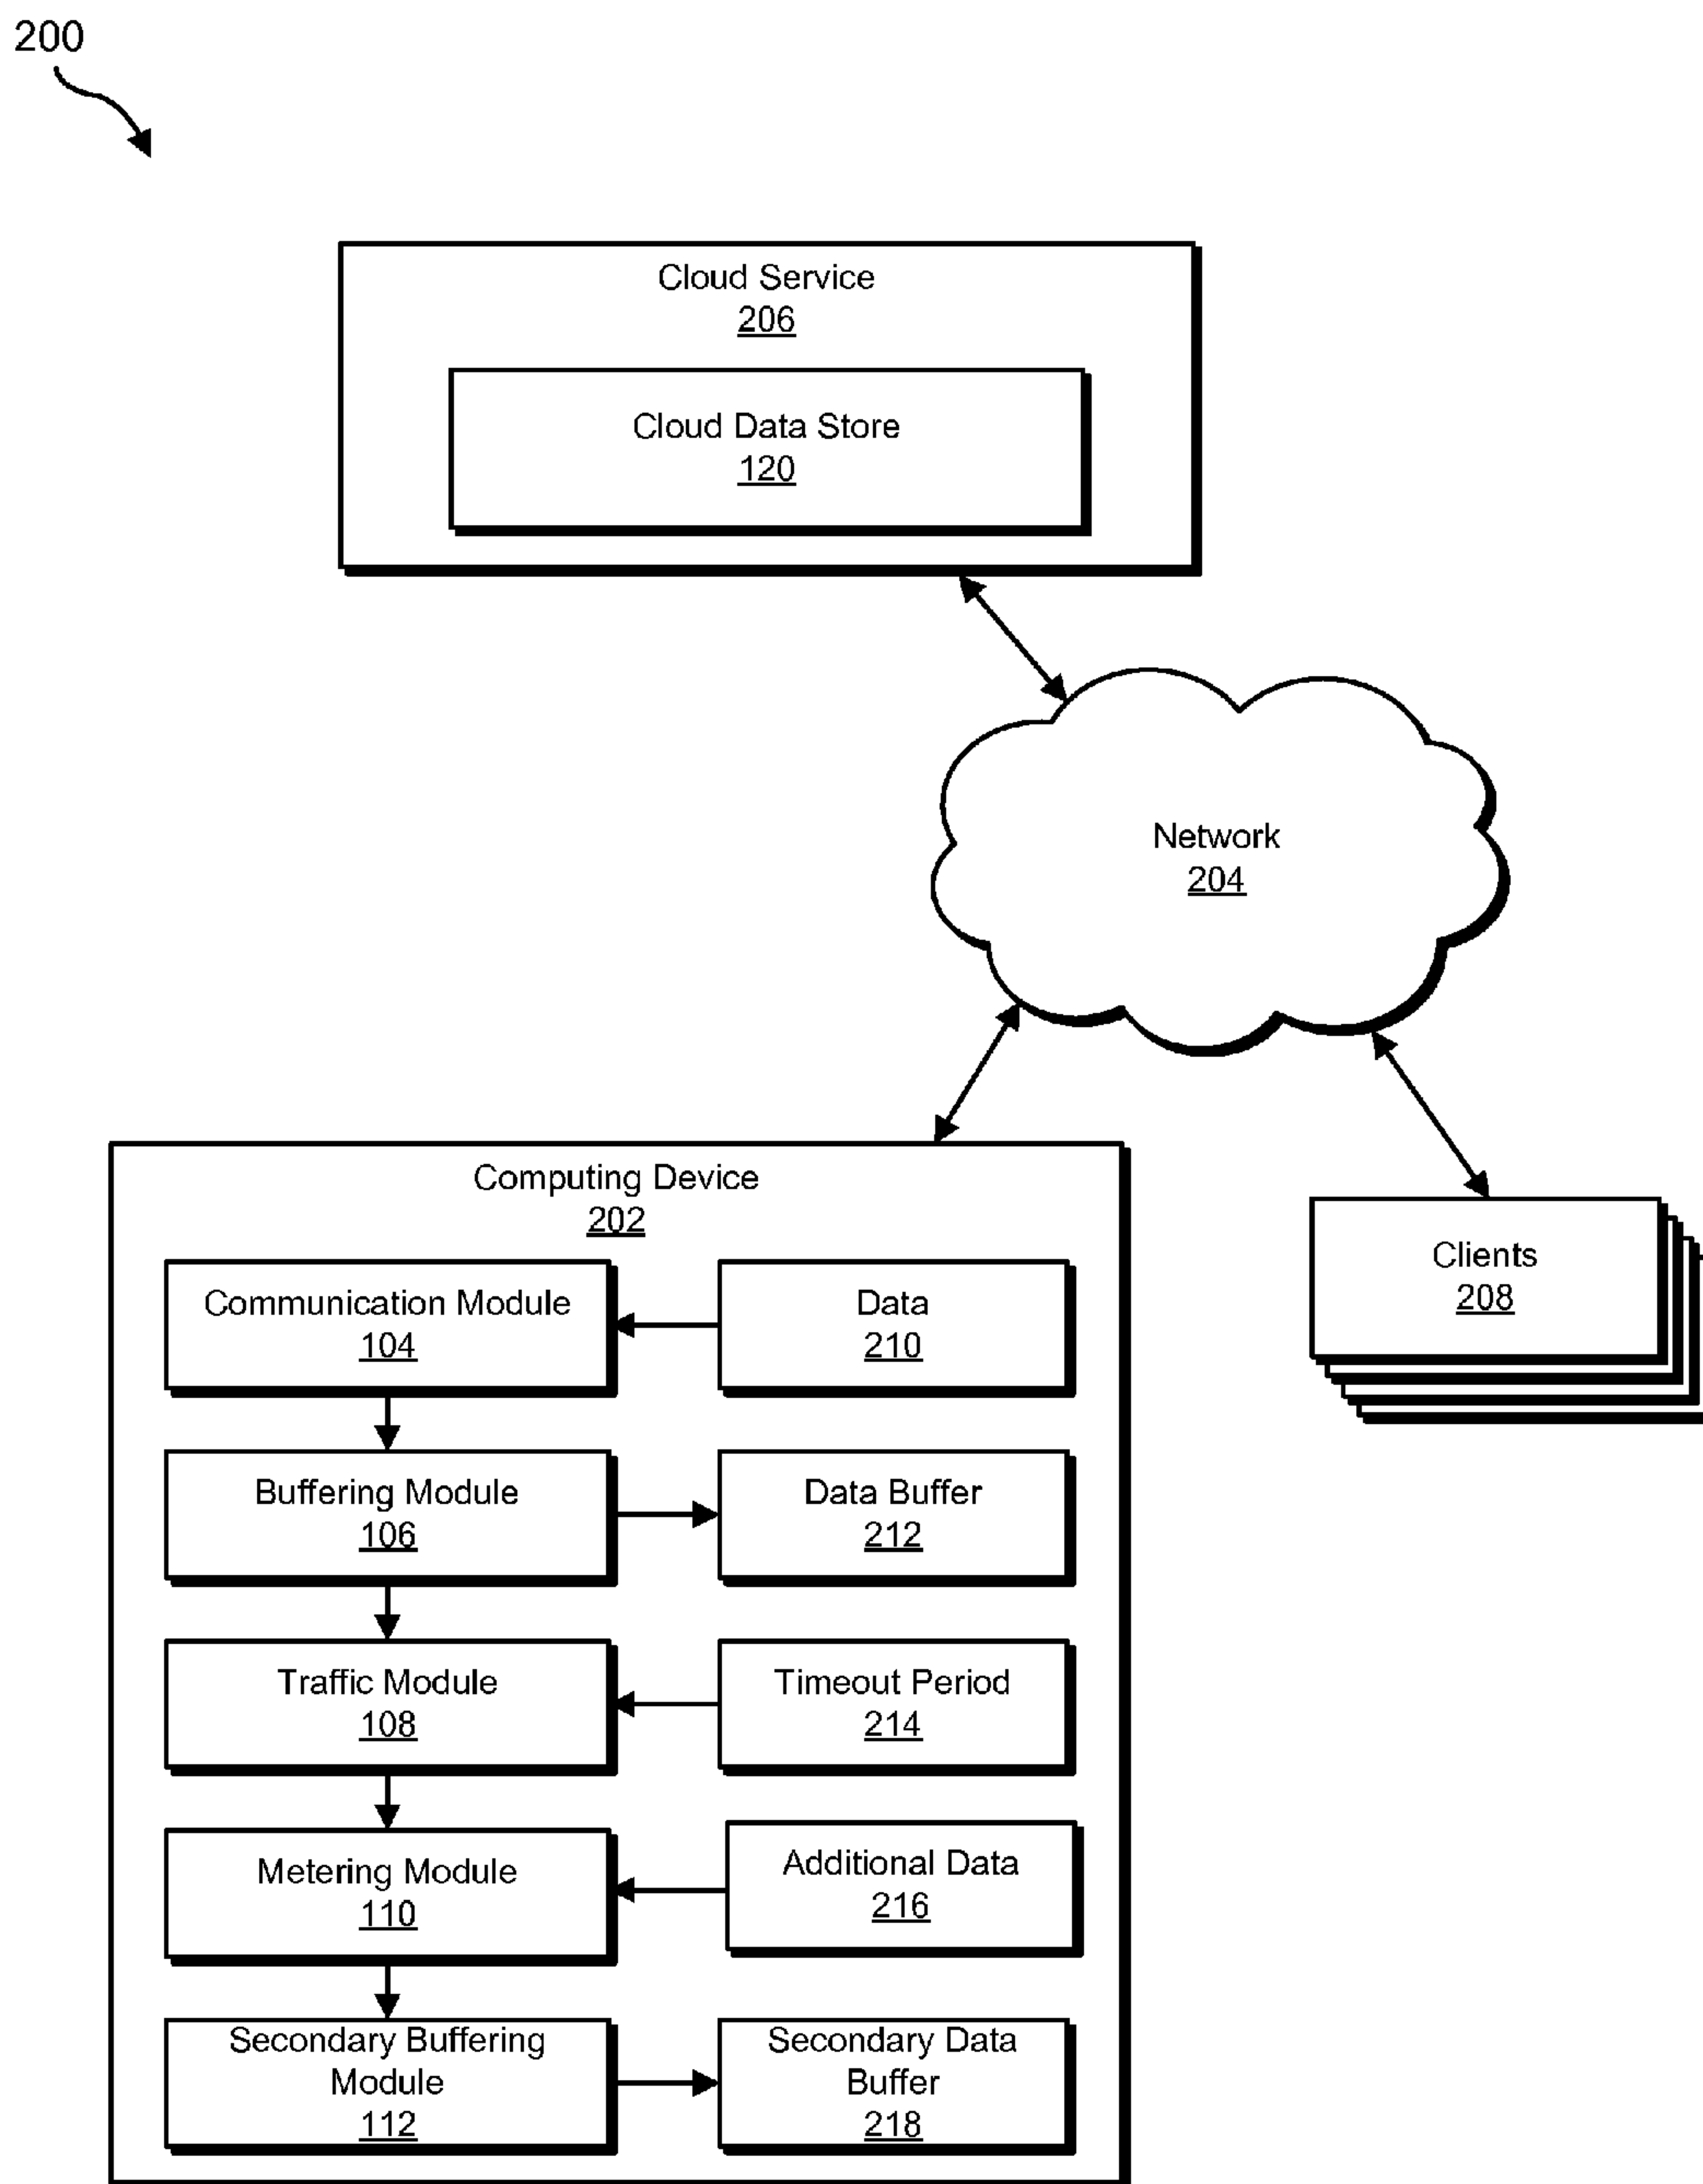 200
Cloud Service
206
Cloud Data Store
120
Network
204
Computing Device
202
Communication Module
104
Data
210
Clients
208
Buffering Module
106
Data Buffer
212
Traffic Module
108
Timeout Period
214
Metering Module
110
Additional Data
216
Secondary Buffering
Module
112
Secondary Data
Buffer
218